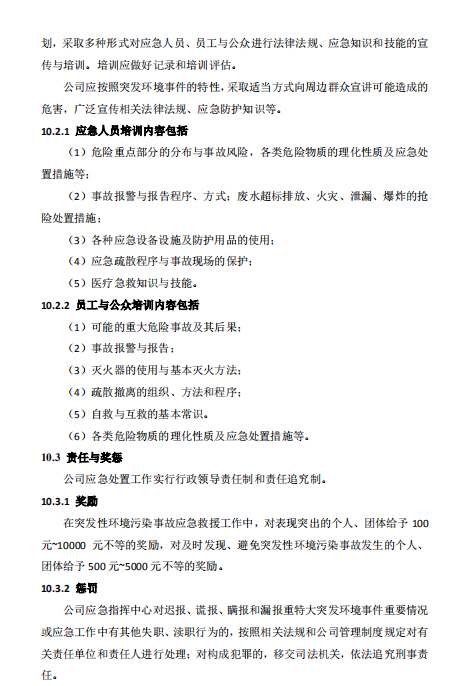 划，采取多种形式对应急人员、员工与公众进行法律法规、应急知识和技能的宣
传与培训。培训应做好记录和培训评估。
公司应按照突发环境事件的特性，采取适当方式向周边群众宣讲可能造成的
危害，广泛宣传相关法律法规、应急防护知识等。
10.2.1 应急人员培训内容包括
（1）危险重点部分的分布与事故风险，各类危险物质的理化性质及应急处
置措施等；
（2）事故报警与报告程序、方式；废水超标排放、火灾、泄漏、爆炸的抢
险处置措施；
（3）各种应急设备设施及防护用品的使用；
（4）应急疏散程序与事故现场的保护；
（5）医疗急救知识与技能。
10.2.2 员工与公众培训内容包括
（1）可能的重大危险事故及其后果；
（2）事故报警与报告；
（3）灭火器的使用与基本灭火方法；
（4）疏散撤离的组织、方法和程序；
（5）自救与互救的基本常识。
（6）各类危险物质的理化性质及应急处置措施等。
10.3 责任与奖惩
公司应急处置工作实行行政领导责任制和责任追究制。
10.3.1 奖励
在突发性环境污染事故应急救援工作中，对表现突出的个人、团体给予 100
元~10000 元不等的奖励，对及时发现、避免突发性环境污染事故发生的个人、
团体给予 500 元~5000 元不等的奖励。
10.3.2 惩罚
公司应急指挥中心对迟报、谎报、瞒报和漏报重特大突发环境事件重要情况
或应急工作中有其他失职、渎职行为的，按照相关法规和公司管理制度规定对有
关责任单位和责任人进行处理；对构成犯罪的，移交司法机关，依法追究刑事责
任。